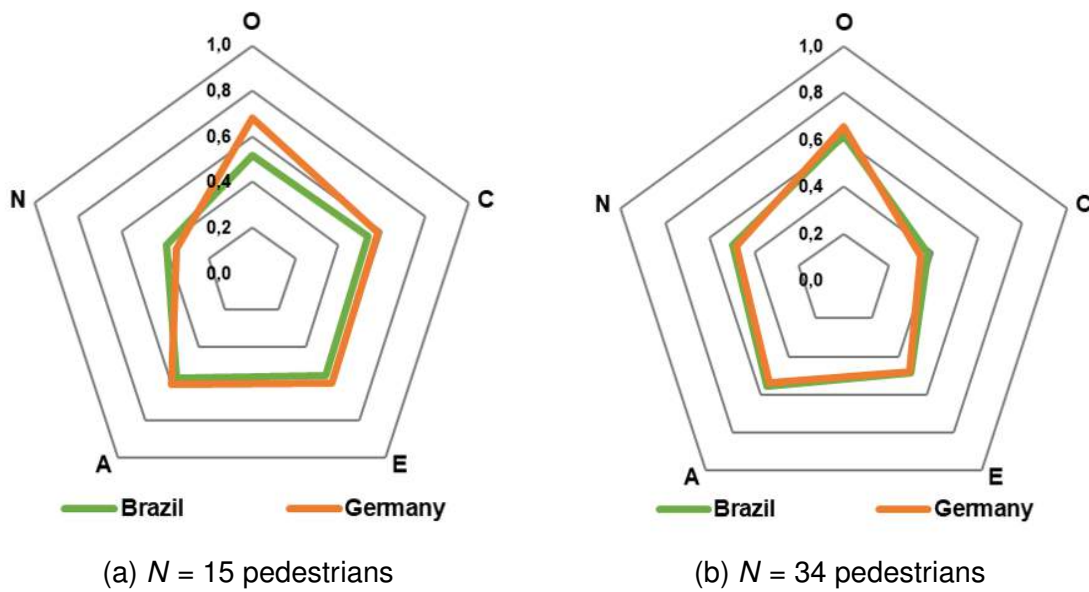 O
1,0
0,8
0,6
0,4
0,2
0,0
N
C
A
E
Brazil
Germany
(a) N = 15 pedestrians
O
1,0
0,8
0,6
0,4
0,2
0,0
N
C
A
E
Brazil
Germany
(b) N = 34 pedestrians